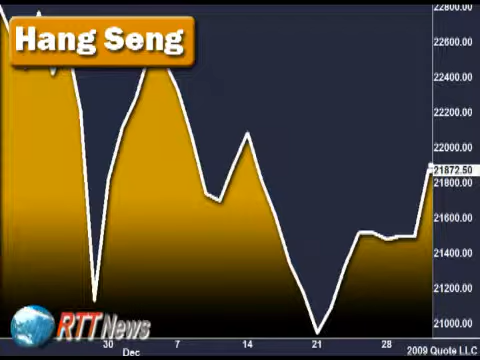 Hang Seng
22800.00
22600.00
22400.00
22200.00
22000.00
21872.50
21800.00
21600.00
21400.00
21200.00
21000.00
30 7 14 21 28
Dec
RTTNews
2009 Quote LLC